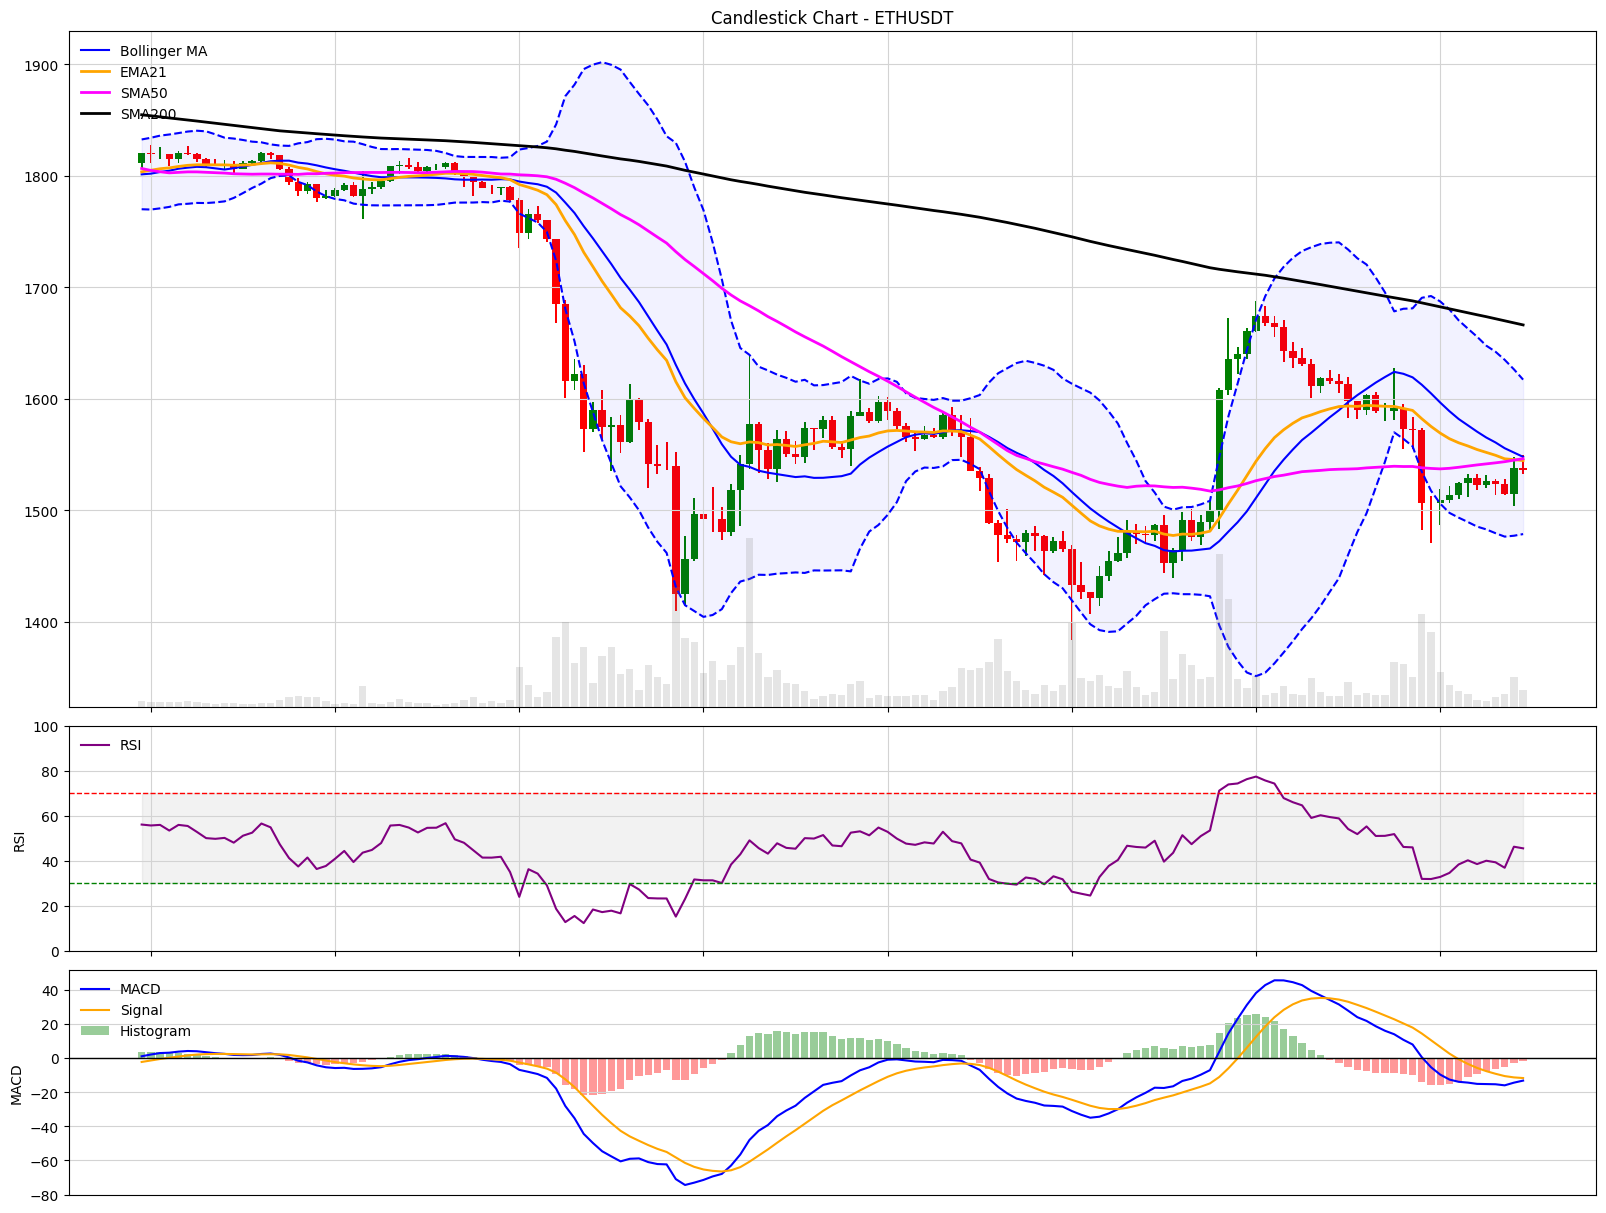 Candlestick Chart - ETHUSDT
Bollinger MA
EMA21
SMA50
SMA200
1900
1800
1700
1600
1500
1400
RSI
100
80
60
40
20
0
RSI
MACD
Signal
Histogram
40
20
0
−20
−40
−60
−80
MACD